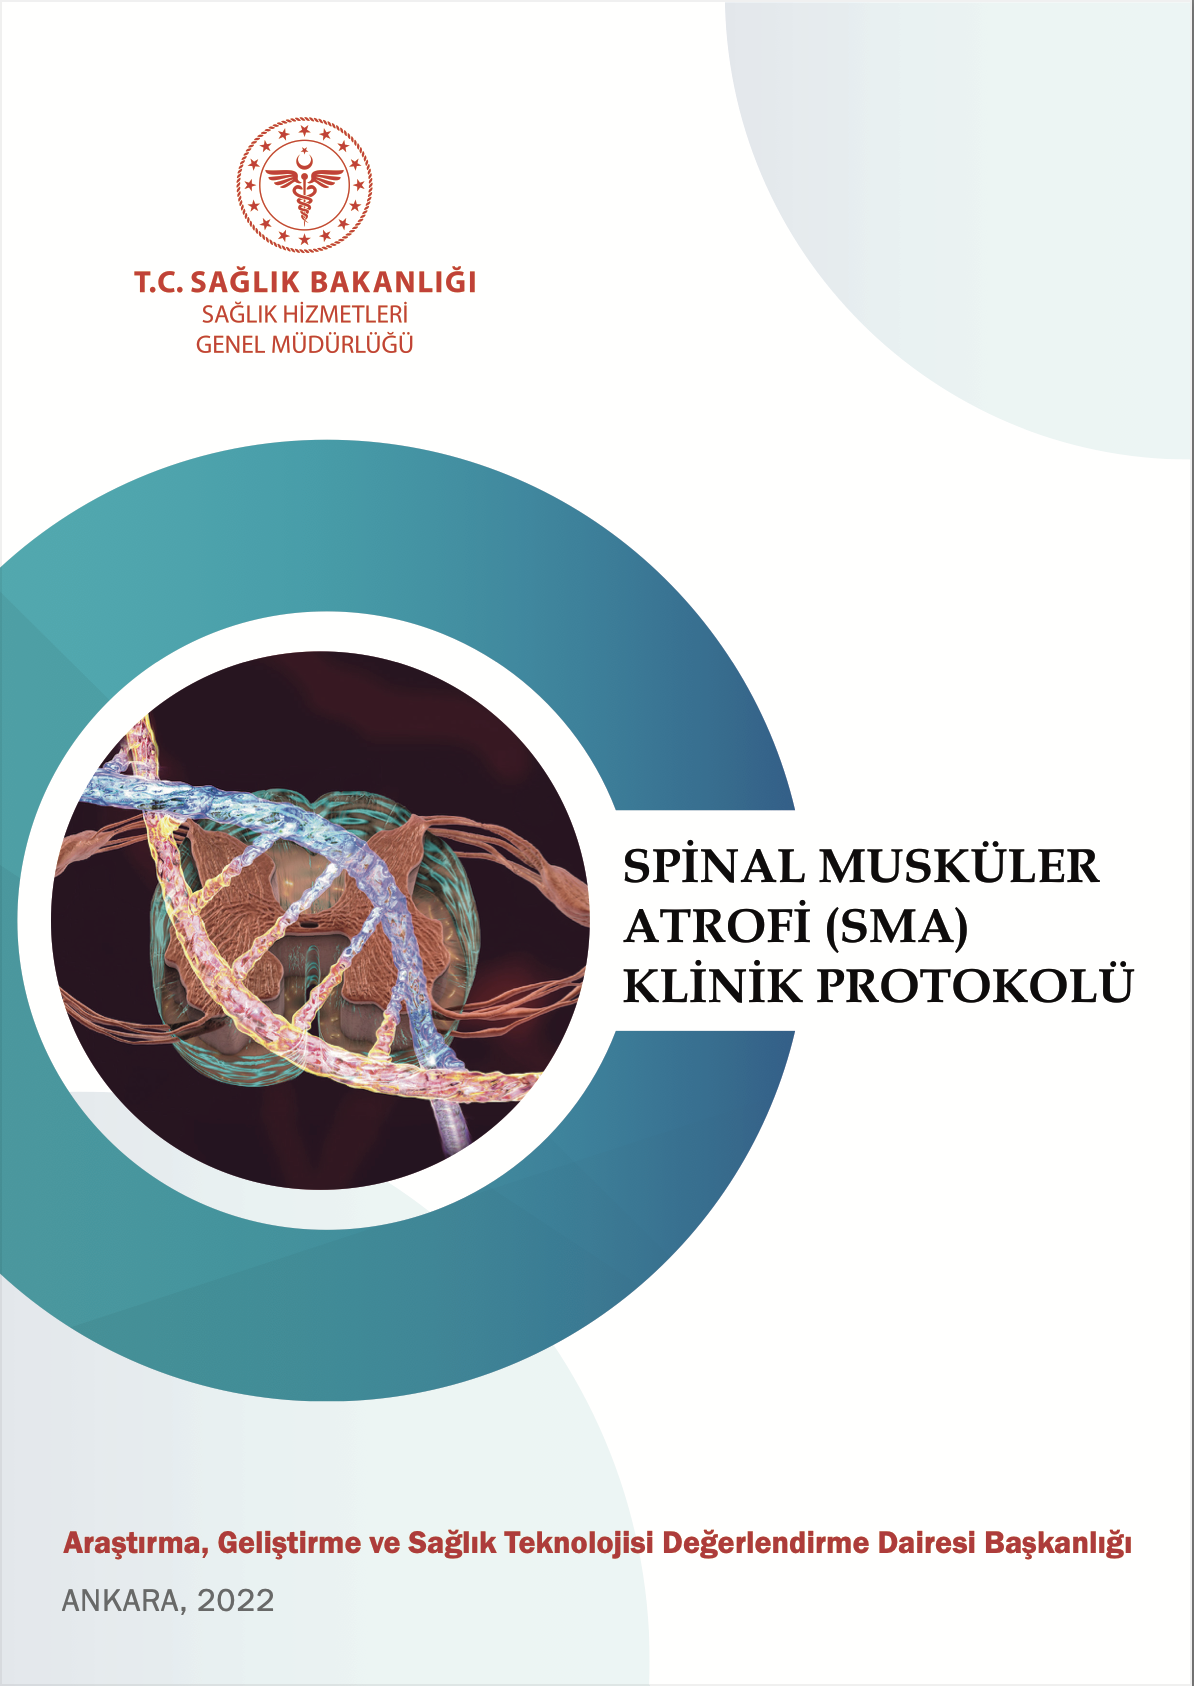 T.C. SAĞLIK BAKANLIĞI
SAĞLIK HİZMETLERİ
GENEL MÜDÜRLÜĞÜ
SPİNAL MUSKÜLER
ATROFİ (SMA)
KLİNİK PROTOKOLÜ
Araştırma, Geliştirme ve Sağlık Teknolojisi Değerlendirme Dairesi Başkanlığı
ANKARA, 2022